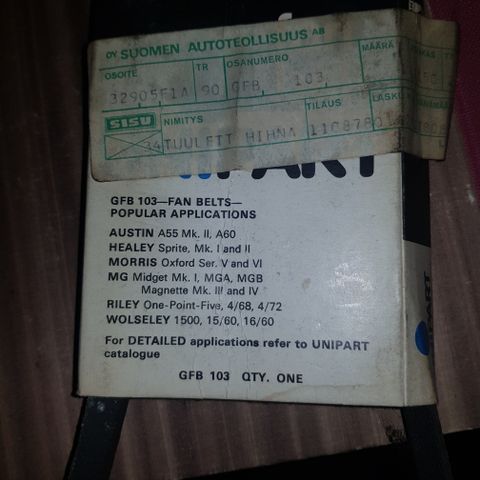 OY SUOMEN AUTOTEOLLISUUS AB
OSOITE TR OSANUMERO MÄÄRÄ
32905F1A 90 GFB 103
SISU NIMITYS TILAUS LASKU
TUULETT HIHNA
PART
GFB 103—FAN BELTS—
POPULAR APPLICATIONS
AUSTIN A55 Mk. II, A60
HEALEY Sprite, Mk. I and II
MORRIS Oxford Ser. V and VI
MG Midget Mk. I, MGA, MGB
Magnette Mk. III and IV
RILEY One-Point-Five, 4/68, 4/72
WOLSELEY 1500, 15/60, 16/60
For DETAILED applications refer to UNIPART
catalogue
GFB 103 QTY. ONE